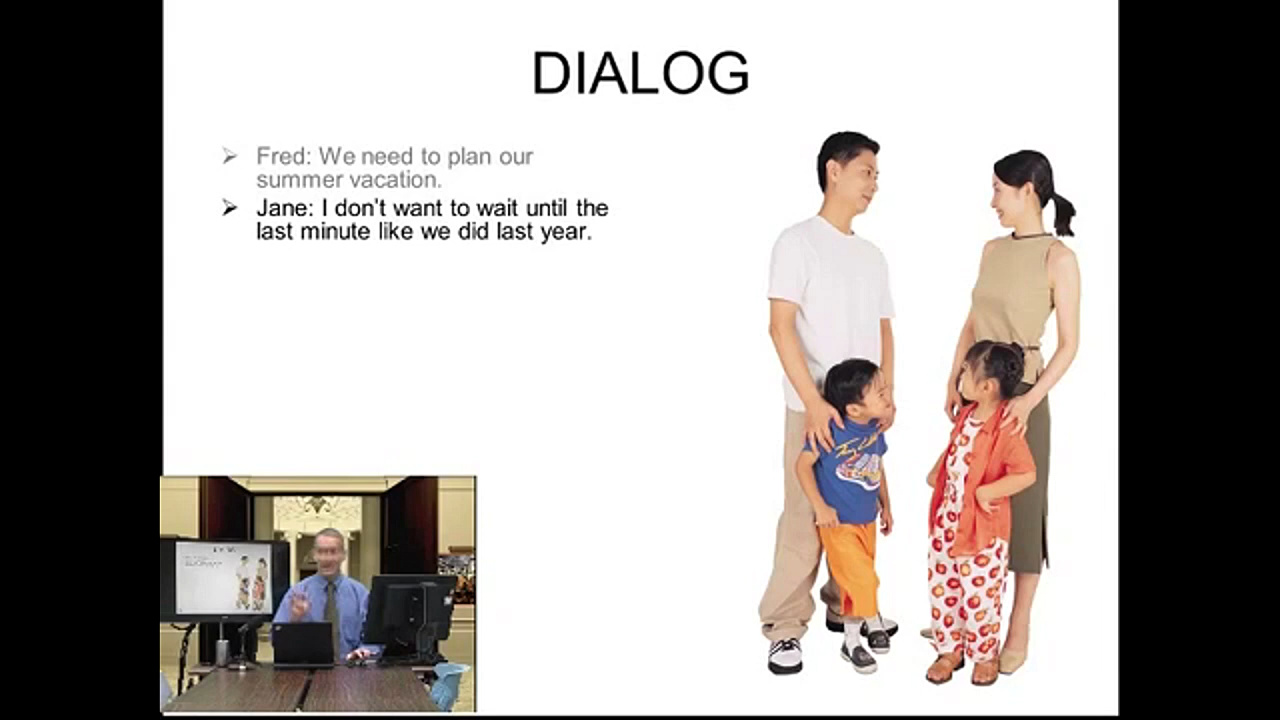 DIALOG
➢ Fred: We need to plan our
summer vacation.
➢ Jane: I don't want to wait until the
last minute like we did last year.